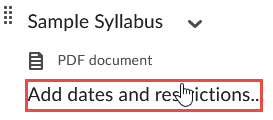 Sample Syllabus
PDF document
Add dates and restrictions..